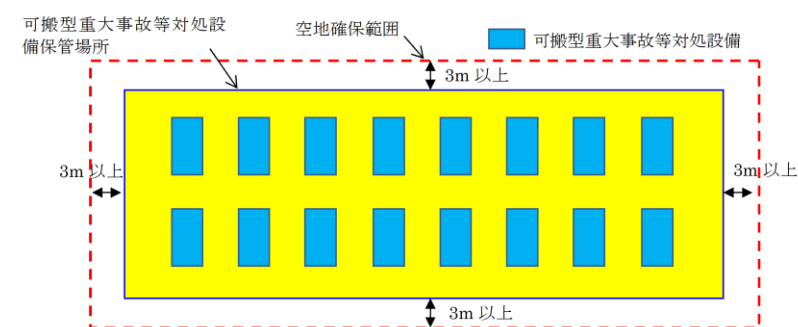 可搬型重大事故等対処設
備保管場所
空地確保範囲
可搬型重大事故等対処設備
3m 以上
3m 以上
3m 以上
3m 以上